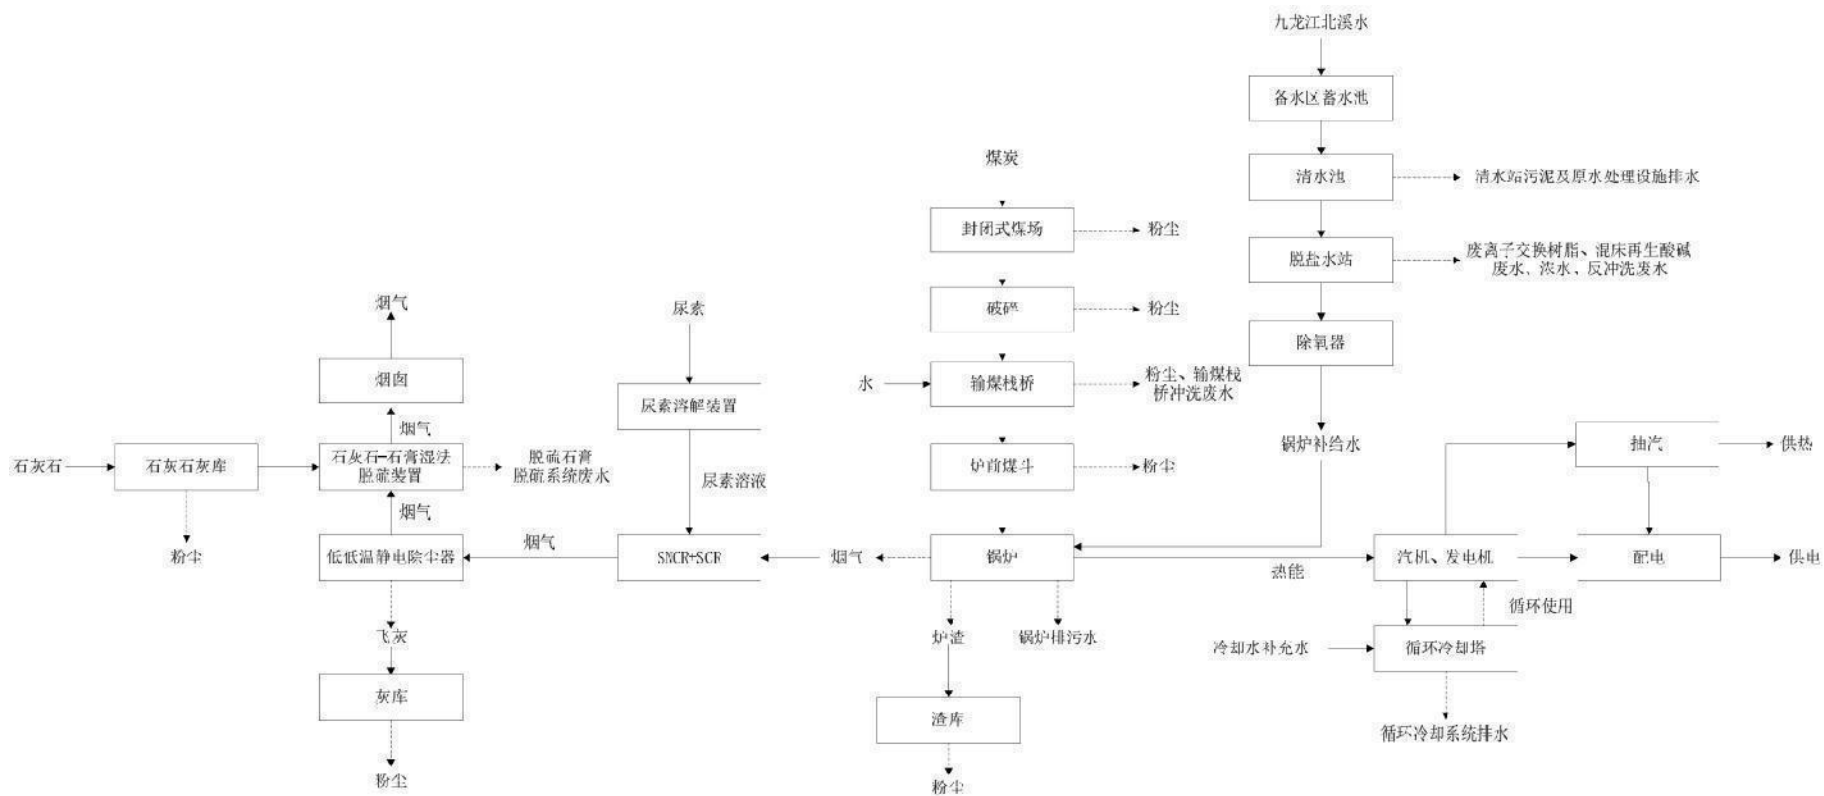 九龙江北溪水
备水区蓄水池
煤炭
清水池
清水站污泥及原水处理设施排水
封闭式煤场
粉尘
脱盐水站
废离子交换树脂、混床再生酸碱
废水、浓水、反冲洗废水
烟气
尿素
破碎
粉尘
除氧器
烟囱
水
输煤栈桥
粉尘、输煤栈
桥冲洗废水
尿素溶解装置
烟气
锅炉补给水
抽汽
供热
石灰石
石灰石灰库
石灰石-石膏湿法
脱硫装置
脱硫石膏
脱硫系统废水
炉前煤斗
粉尘
尿素溶液
烟气
粉尘
低低温静电除尘器
烟气
SNCR+SCR
烟气
锅炉
热能
汽机、发电机
配电
供电
循环使用
飞灰
炉渣
锅炉排污水
冷却水补充水
循环冷却塔
灰库
渣库
循环冷却系统排水
粉尘
粉尘